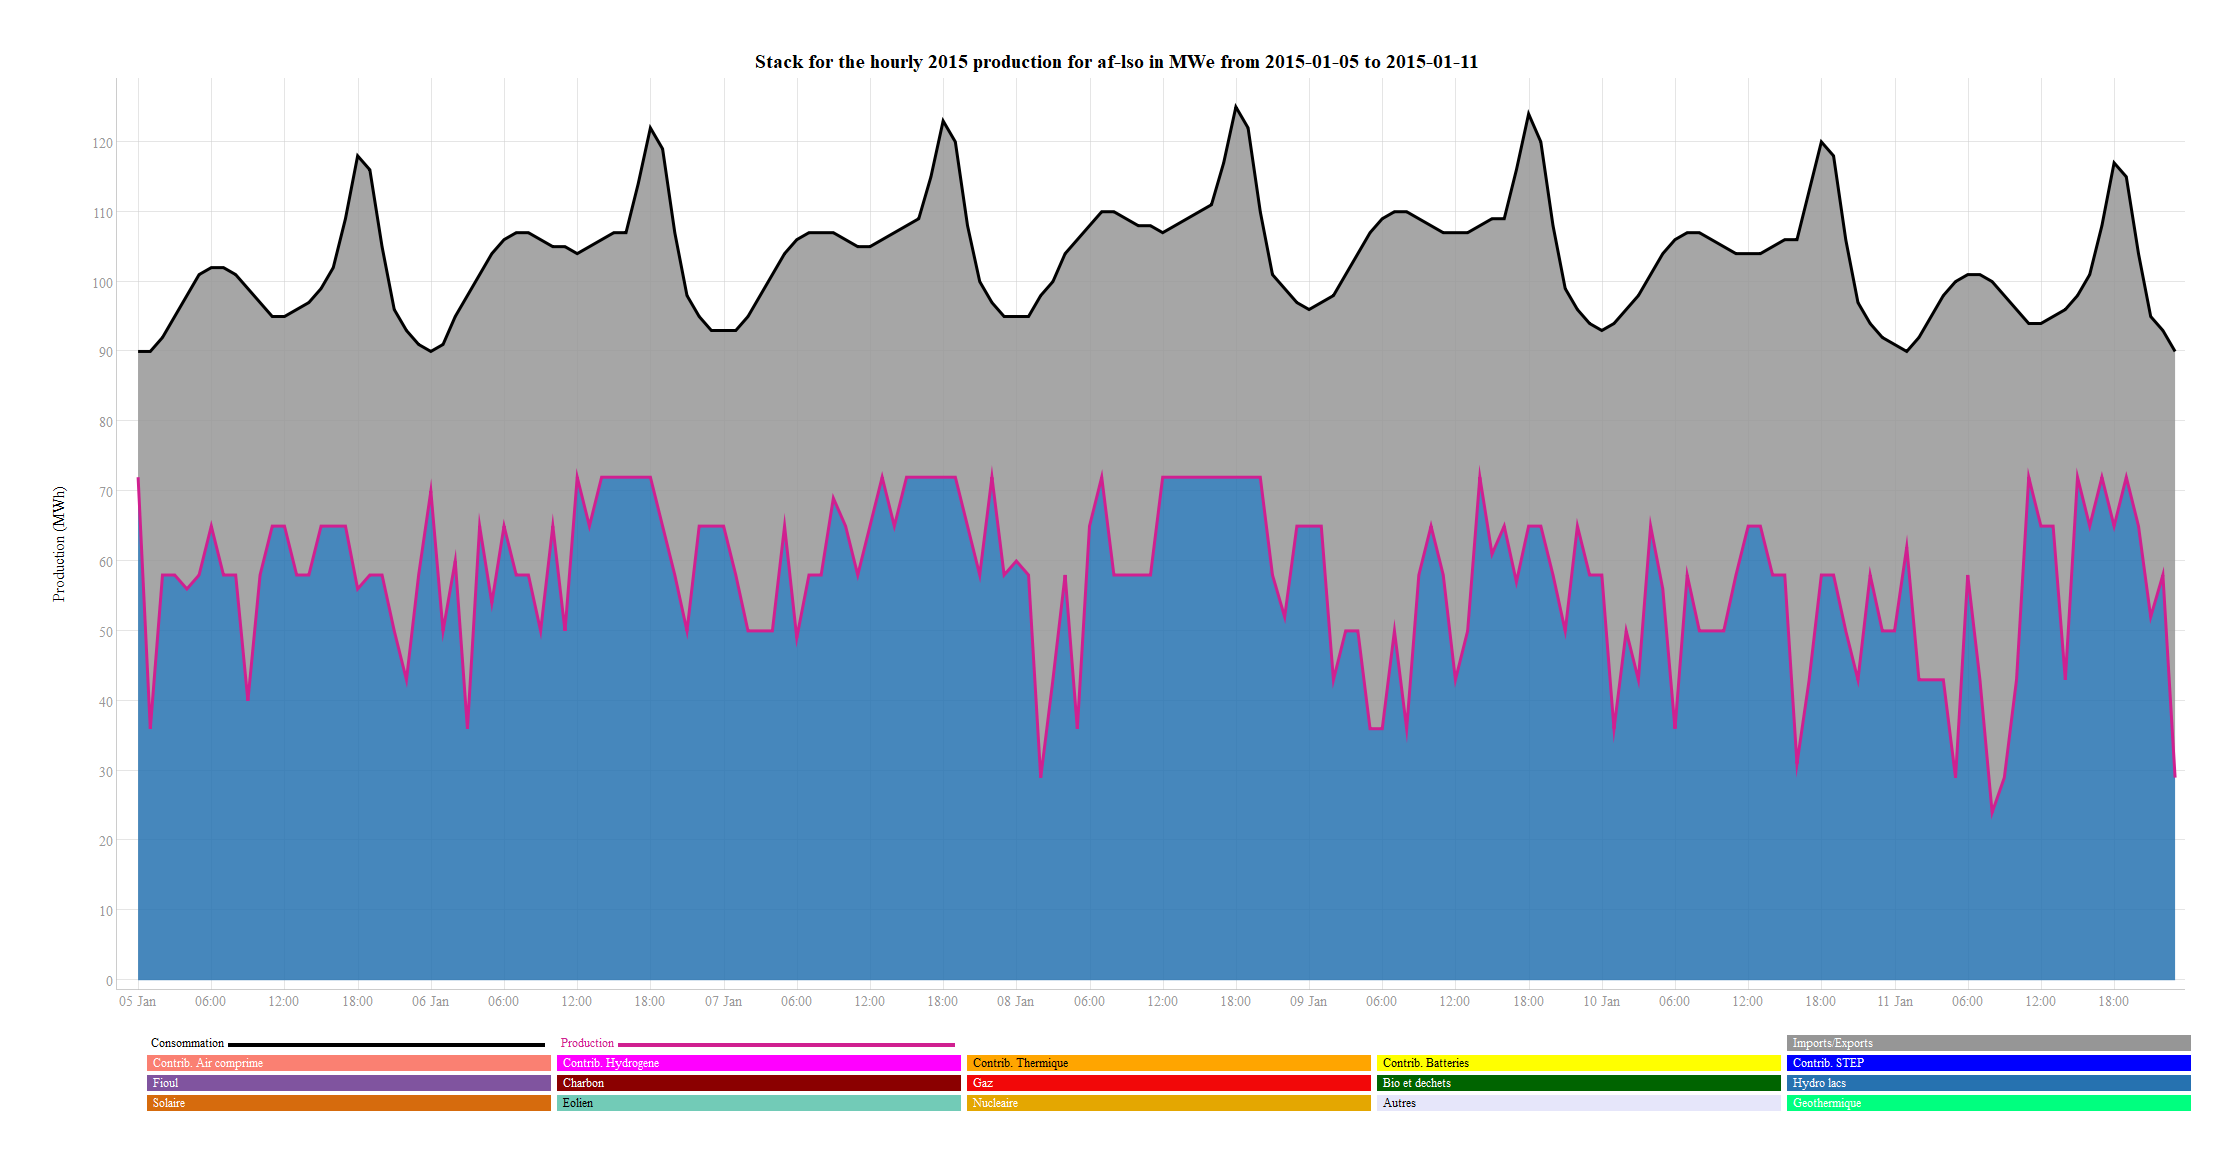 Stack for the hourly 2015 production for af-lso in MWe from 2015-01-05 to 2015-01-11
120
110
100
90
80
70
60
50
40
30
20
10
0
Production (MWh)
05 Jan 06:00 12:00 18:00 06 Jan 06:00 12:00 18:00 07 Jan 06:00 12:00 18:00 08 Jan 06:00 12:00 18:00 09 Jan 06:00 12:00 18:00 10 Jan 06:00 12:00 18:00 11 Jan 06:00 12:00 18:00
Consommation Production Imports/Exports
Contrib. Air comprime Contrib. Hydrogene Contrib. Thermique Contrib. Batteries Contrib. STEP
Fioul Charbon Gaz Bio et dechets Hydro lacs
Solaire Eolien Nucleaire Autres Geothermique